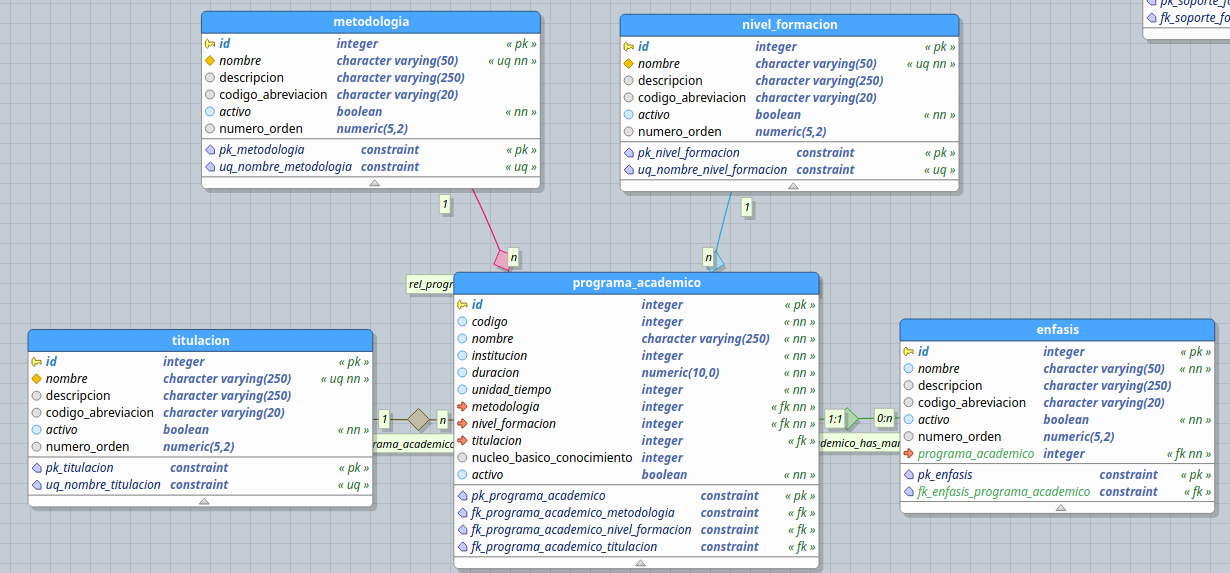 metodologia
id integer « pk »
nombre character varying(50) « uq nn »
descripcion character varying(250)
codigo_abreviacion character varying(20)
activo boolean « nn »
numero_orden numeric(5,2)
pk_metodologia constraint « pk »
uq_nombre_metodologia constraint « uq »
nivel_formacion
id integer « pk »
nombre character varying(50) « uq nn »
descripcion character varying(250)
codigo_abreviacion character varying(20)
activo boolean « nn »
numero_orden numeric(5,2)
pk_nivel_formacion constraint « pk »
uq_nombre_nivel_formacion constraint « uq »
pk_soporte_fo
fk_soporte_fo
1
n
1
n
rel_progr
programa_academico
id integer « pk »
codigo integer « nn »
nombre character varying(250) « nn »
institucion integer « nn »
duracion numeric(10,0) « nn »
unidad_tiempo integer « nn »
metodologia integer « fk nn »
nivel_formacion integer « fk nn »
titulacion integer « fk »
nucleo_basico_conocimiento integer
activo boolean « nn »
pk_programa_academico constraint « pk »
fk_programa_academico_metodologia constraint « fk »
fk_programa_academico_nivel_formacion constraint « fk »
fk_programa_academico_titulacion constraint « fk »
titulacion
id integer « pk »
nombre character varying(250) « uq nn »
descripcion character varying(250)
codigo_abreviacion character varying(20)
activo boolean « nn »
numero_orden numeric(5,2)
pk_titulacion constraint « pk »
uq_nombre_titulacion constraint « uq »
1
n
rama_academico
1:1
0:n
demico_has_ma
enfasis
id integer « pk »
nombre character varying(50) « nn »
descripcion character varying(250)
codigo_abreviacion character varying(20)
activo boolean « nn »
numero_orden numeric(5,2)
programa_academico integer « fk nn »
pk_enfasis constraint « pk »
fk_enfasis_programa_academico constraint « fk »